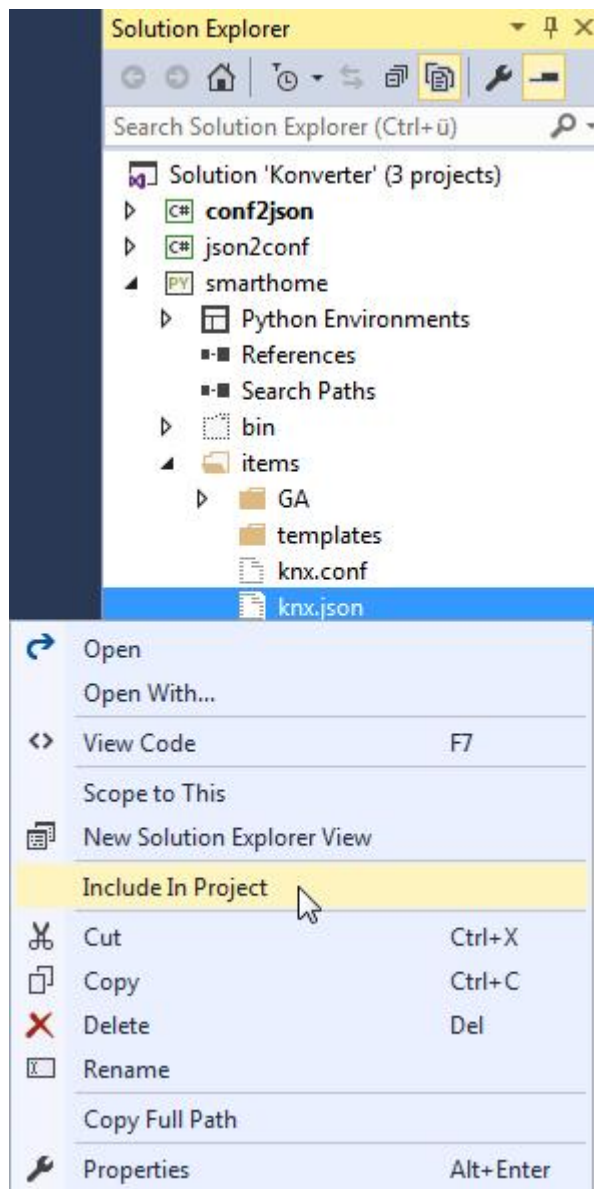 Solution Explorer
Search Solution Explorer (Ctrl+ü)
Solution 'Konverter' (3 projects)
C# conf2json
C# json2conf
PY smarthome
Python Environments
References
Search Paths
bin
items
GA
templates
knx.conf
knx.json
Open
Open With...
View Code F7
Scope to This
New Solution Explorer View
Include In Project
Cut Ctrl+X
Copy Ctrl+C
Delete Del
Rename
Copy Full Path
Properties Alt+Enter